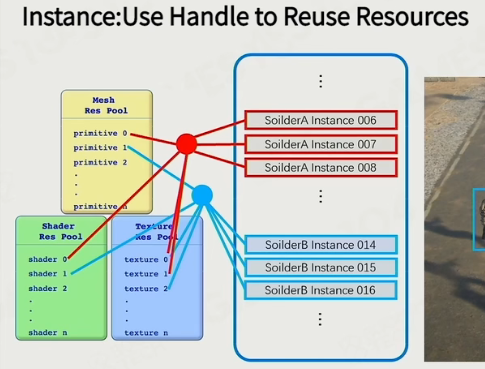 Instance:Use Handle to Reuse Resources
Mesh
Res Pool
primitive 0
primitive 1
primitive 2
.
.
.
primitive n
Shader
Res Pool
shader 0
shader 1
shader 2
.
.
.
shader n
Texture
Res Pool
texture 0
texture 1
texture 2
.
.
.
texture n
⋮
SoilderA Instance 006
SoilderA Instance 007
SoilderA Instance 008
⋮
SoilderB Instance 014
SoilderB Instance 015
SoilderB Instance 016
⋮